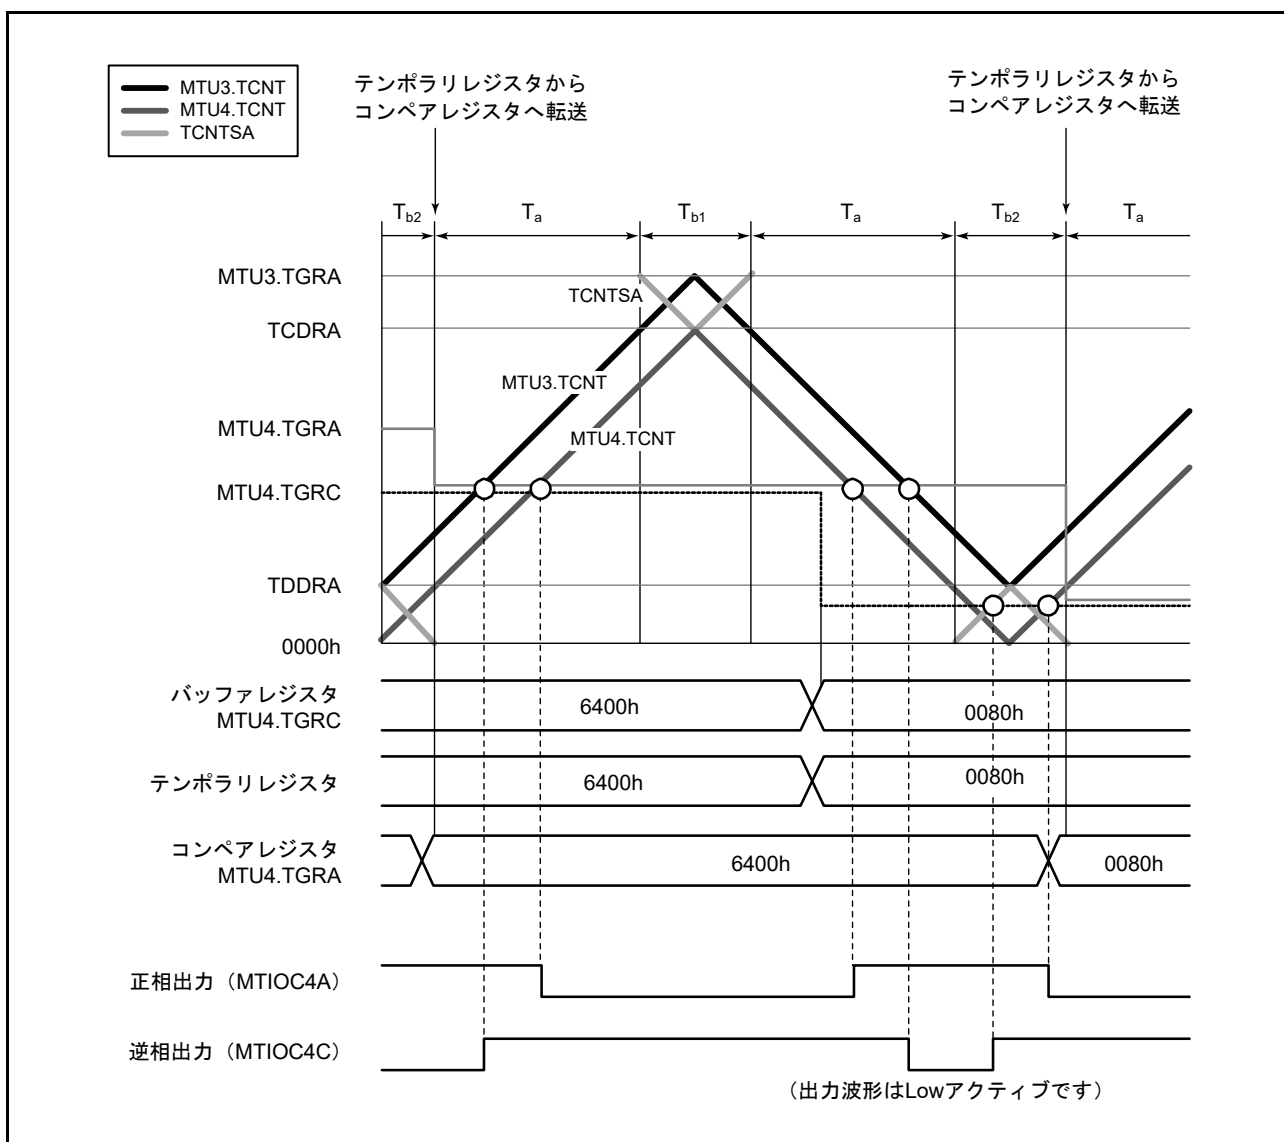 MTU3.TCNT
MTU4.TCNT
TCNTSA
テンポラリレジスタから
コンペアレジスタへ転送
テンポラリレジスタから
コンペアレジスタへ転送
Tb2
Ta
Tb1
Ta
Tb2
Ta
MTU3.TGRA
TCNTSA
TCDRA
MTU3.TCNT
MTU4.TGRA
MTU4.TCNT
MTU4.TGRC
TDDRA
0000h
バッファレジスタ
MTU4.TGRC
6400h
0080h
テンポラリレジスタ
6400h
0080h
コンペアレジスタ
MTU4.TGRA
6400h
0080h
正相出力（MTIOC4A）
逆相出力（MTIOC4C）
（出力波形はLowアクティブです）